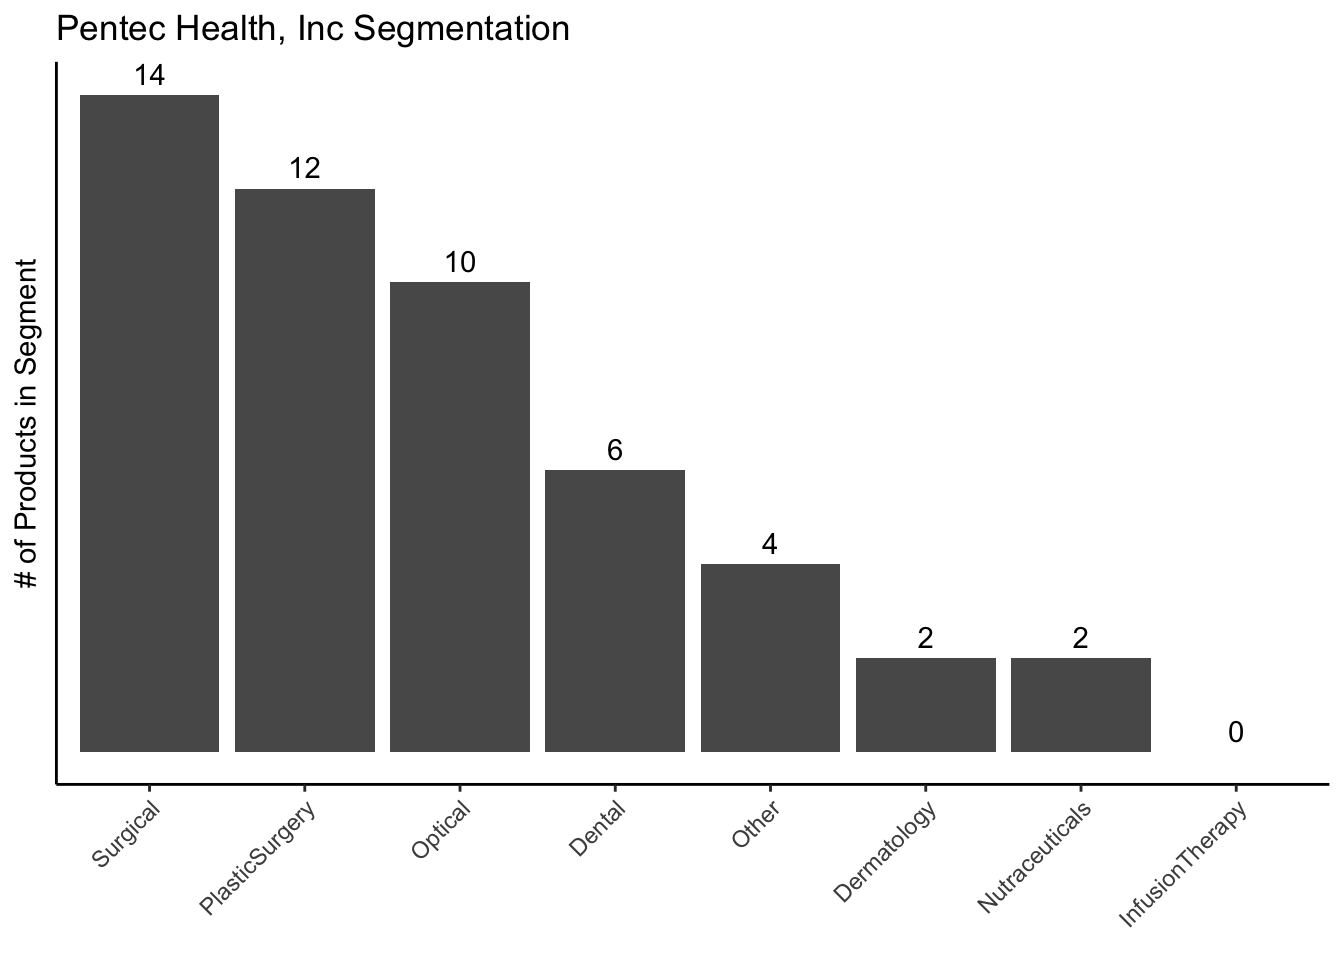 Pentec Health, Inc Segmentation
# of Products in Segment
14
12
10
6
4
2
2
0
Surgical
PlasticSurgery
Optical
Dental
Other
Dermatology
Nutraceuticals
InfusionTherapy